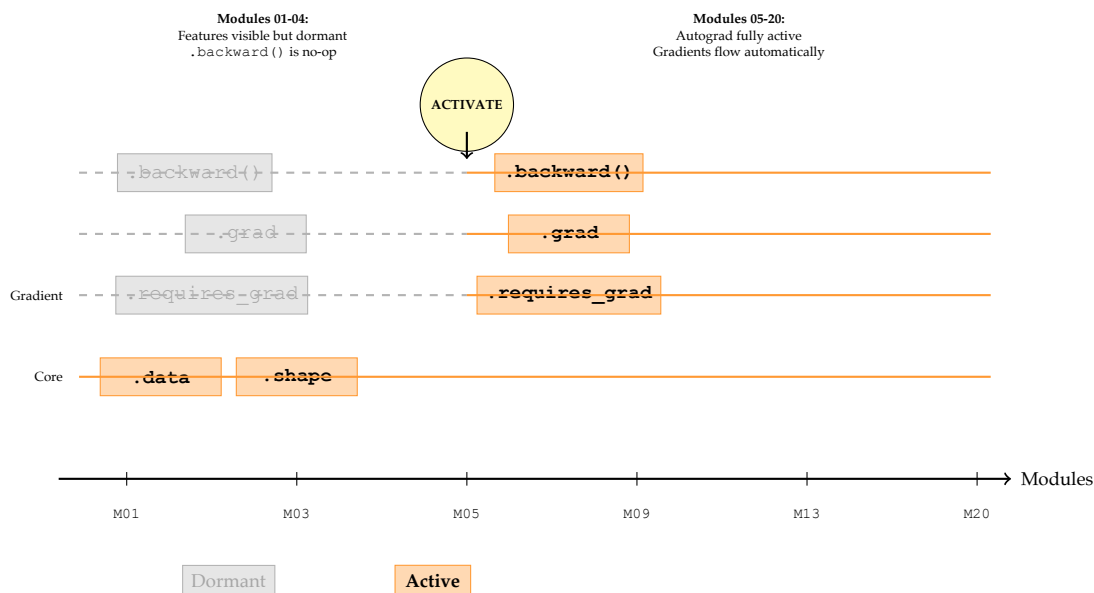 Modules 01-04:
Features visible but dormant
.backward() is no-op
Modules 05-20:
Autograd fully active
Gradients flow automatically
ACTIVATE
.backward()
.backward()
.grad
.grad
Gradient
.requires_grad
.requires_grad
Core
.data
.shape
Modules
M01
M03
M05
M09
M13
M20
Dormant
Active